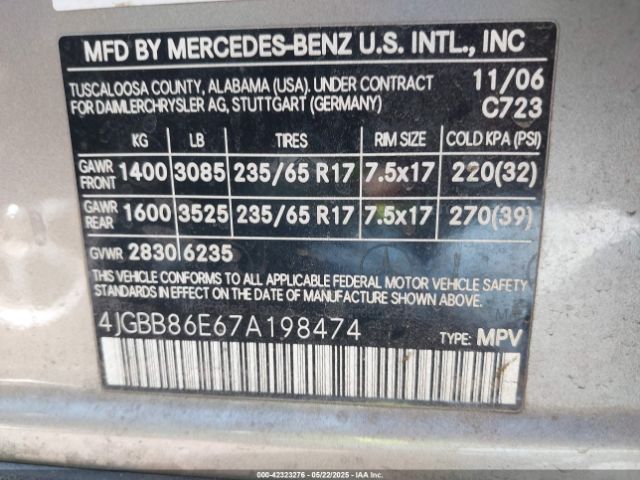 MFD BY MERCEDES-BENZ U.S. INTL., INC
TUSCALOOSA COUNTY, ALABAMA (USA). UNDER CONTRACT 11/06
FOR DAIMLERCHRYSLER AG, STUTTGART (GERMANY) C723
KG LB TIRES RIM SIZE COLD KPA (PSI)
GAWR FRONT 1400 3085 235/65 R17 7.5x17 220(32)
GAWR REAR 1600 3525 235/65 R17 7.5x17 270(39)
GVWR 2830 6235
THIS VEHICLE CONFORMS TO ALL APPLICABLE FEDERAL MOTOR VEHICLE SAFETY
STANDARDS IN EFFECT ON THE DATE OF MANUFACTURE SHOWN ABOVE.
4JGBB86E67A198474 TYPE: MPV
000-42323276 - 05/22/2025 - IAAI.COM